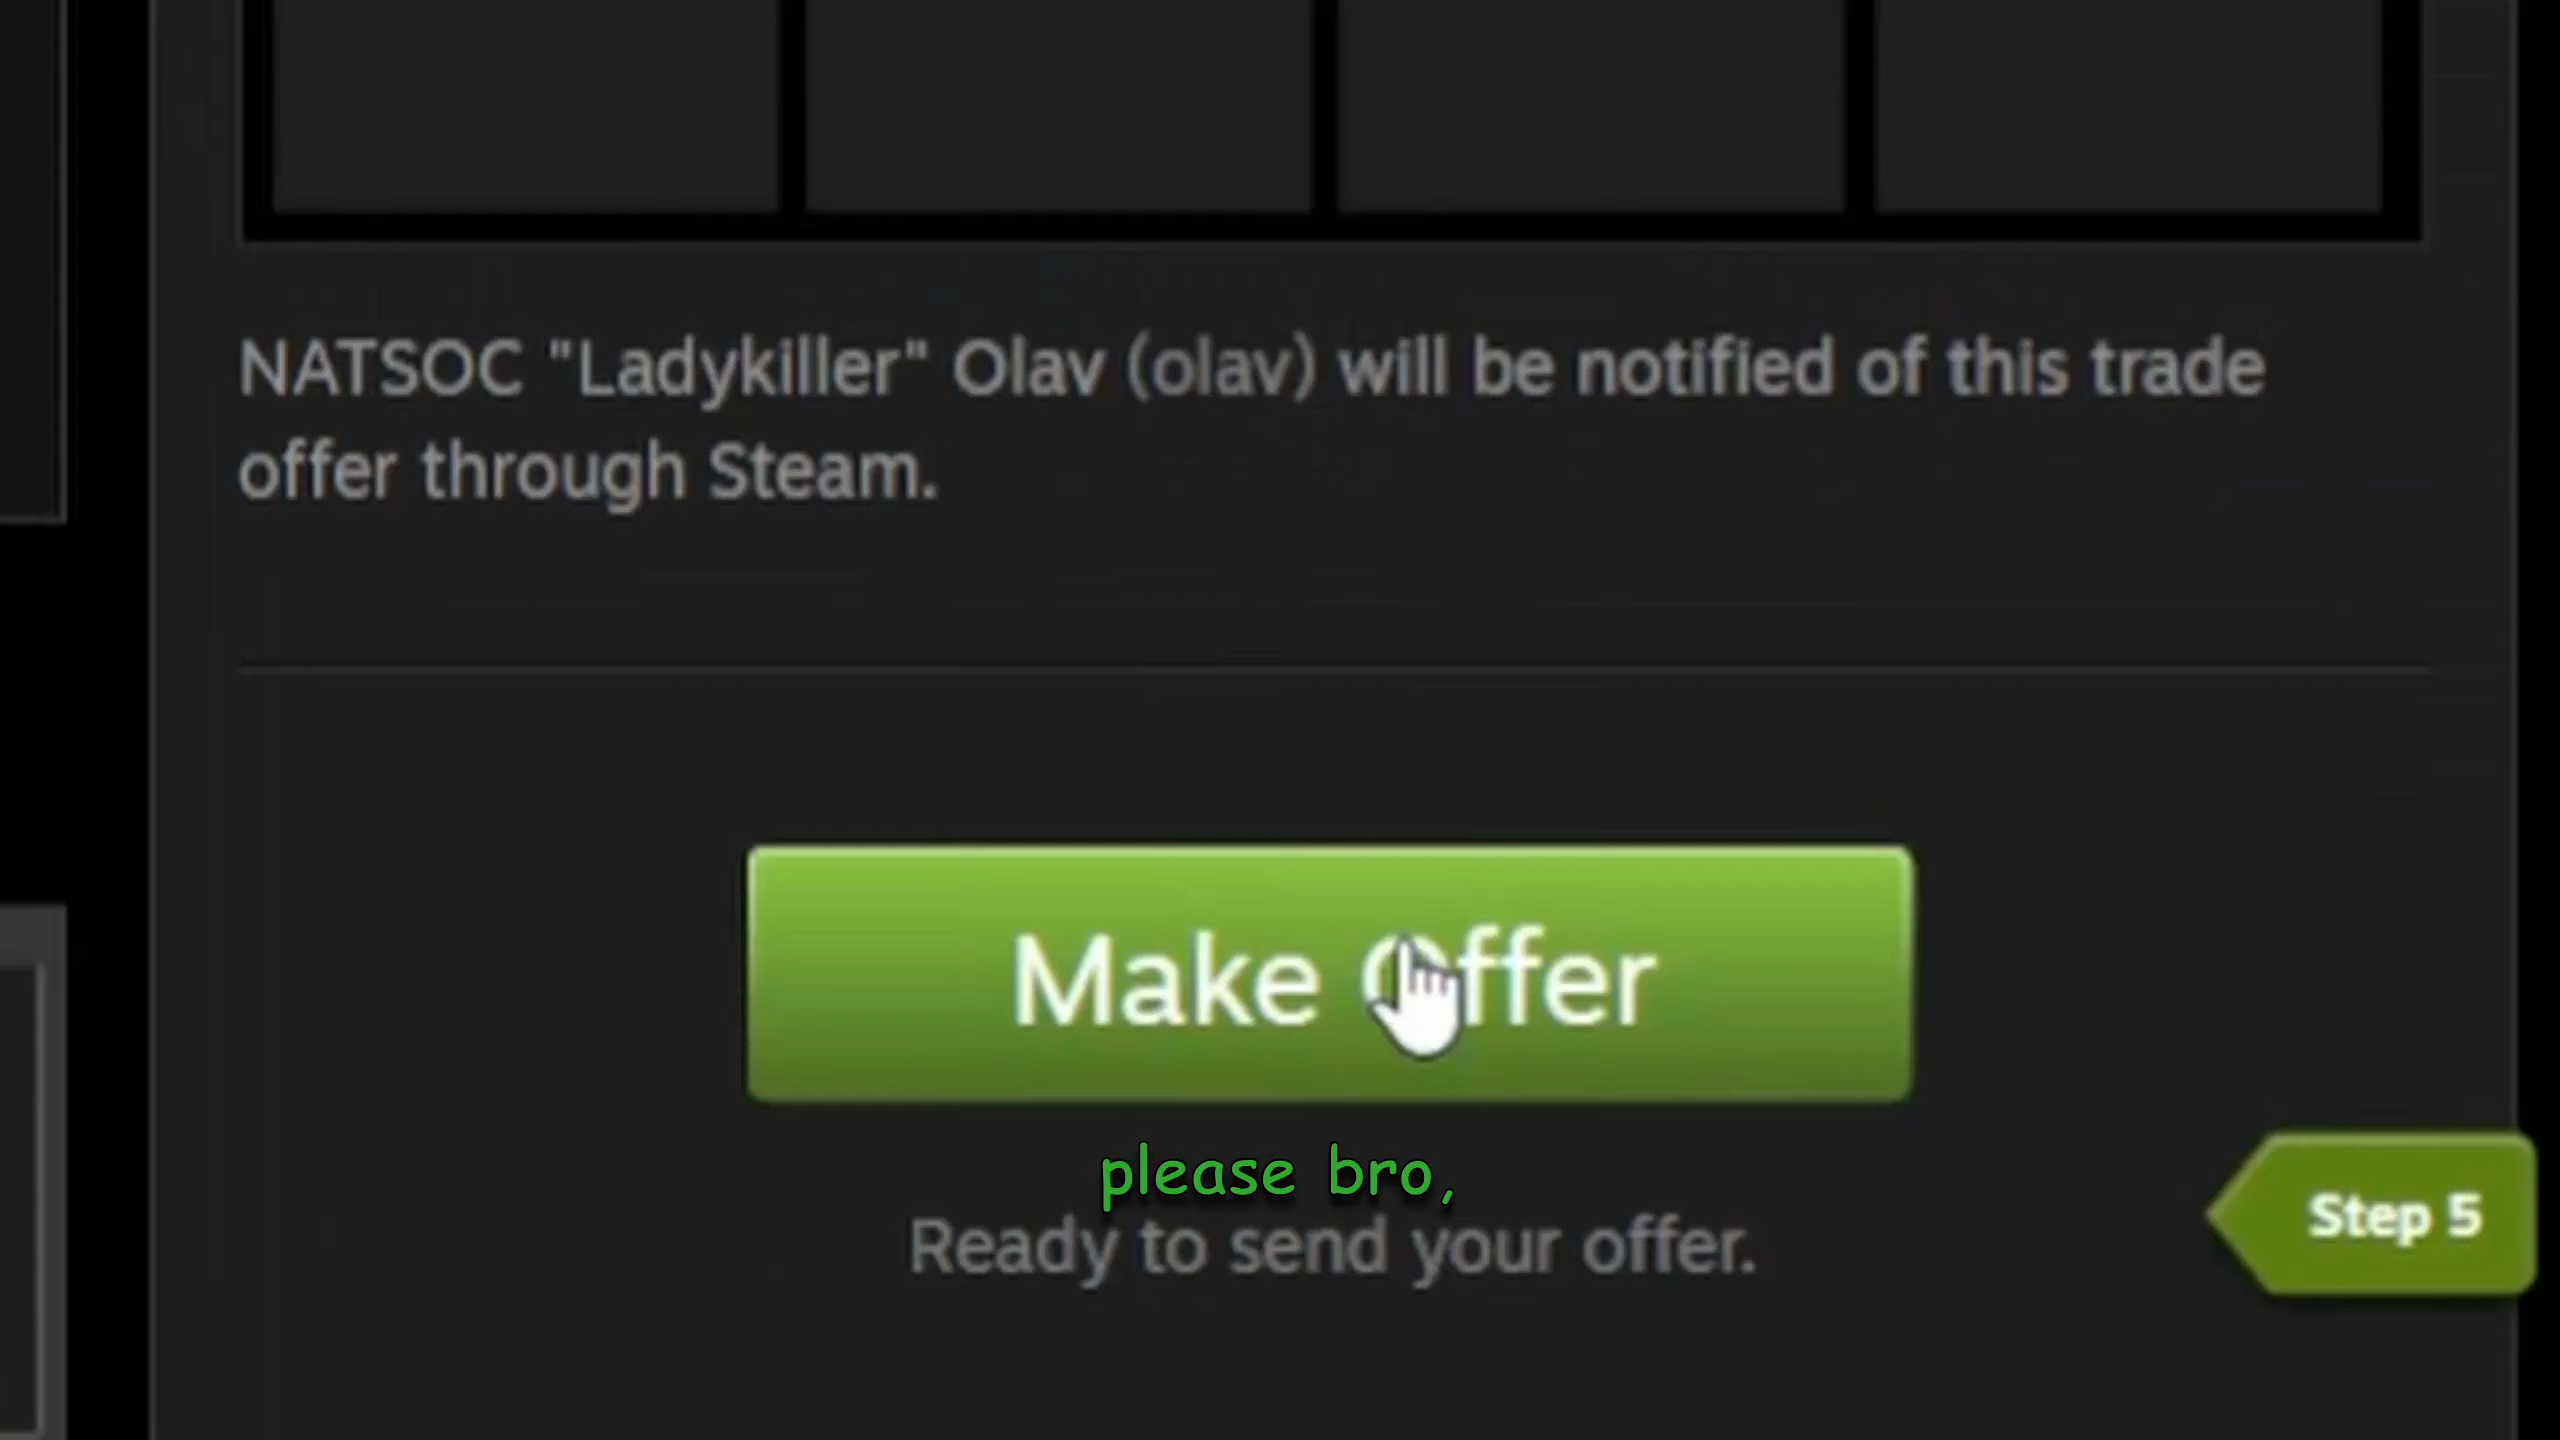 NATSOC "Ladykiller" Olav (olav) will be notified of this trade
offer through Steam.
Make Offer
please bro,
Ready to send your offer.
Step 5